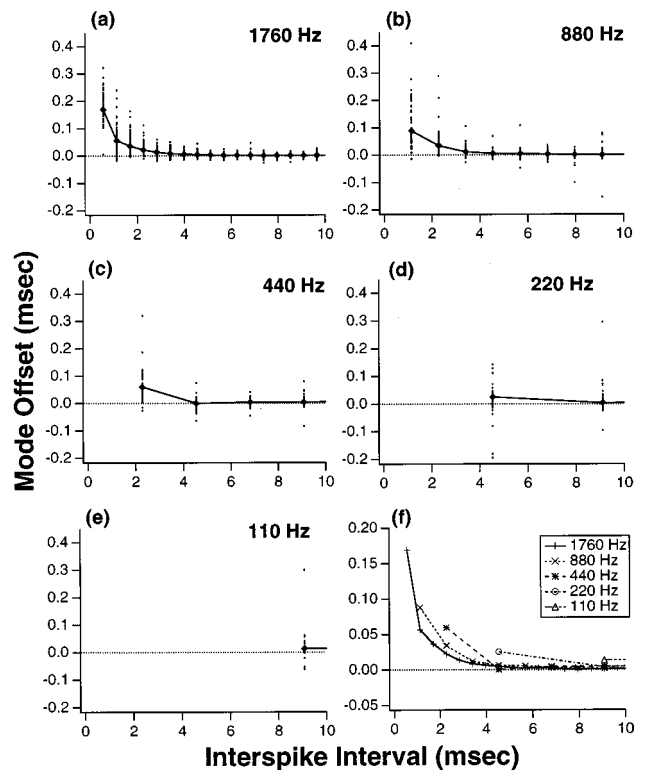 (a)
1760 Hz
0.4
0.3
0.2
0.1
0.0
-0.1
-0.2
0 2 4 6 8 10
(b)
880 Hz
0.4
0.3
0.2
0.1
0.0
-0.1
-0.2
0 2 4 6 8 10
(c)
440 Hz
0.4
0.3
0.2
0.1
0.0
-0.1
-0.2
0 2 4 6 8 10
(d)
220 Hz
0.4
0.3
0.2
0.1
0.0
-0.1
-0.2
0 2 4 6 8 10
(e)
110 Hz
0.4
0.3
0.2
0.1
0.0
-0.1
-0.2
0 2 4 6 8 10
(f)
1760 Hz
880 Hz
440 Hz
220 Hz
110 Hz
0.20
0.15
0.10
0.05
0.00
-0.05
0 2 4 6 8 10
Mode Offset (msec)
Interspike Interval (msec)